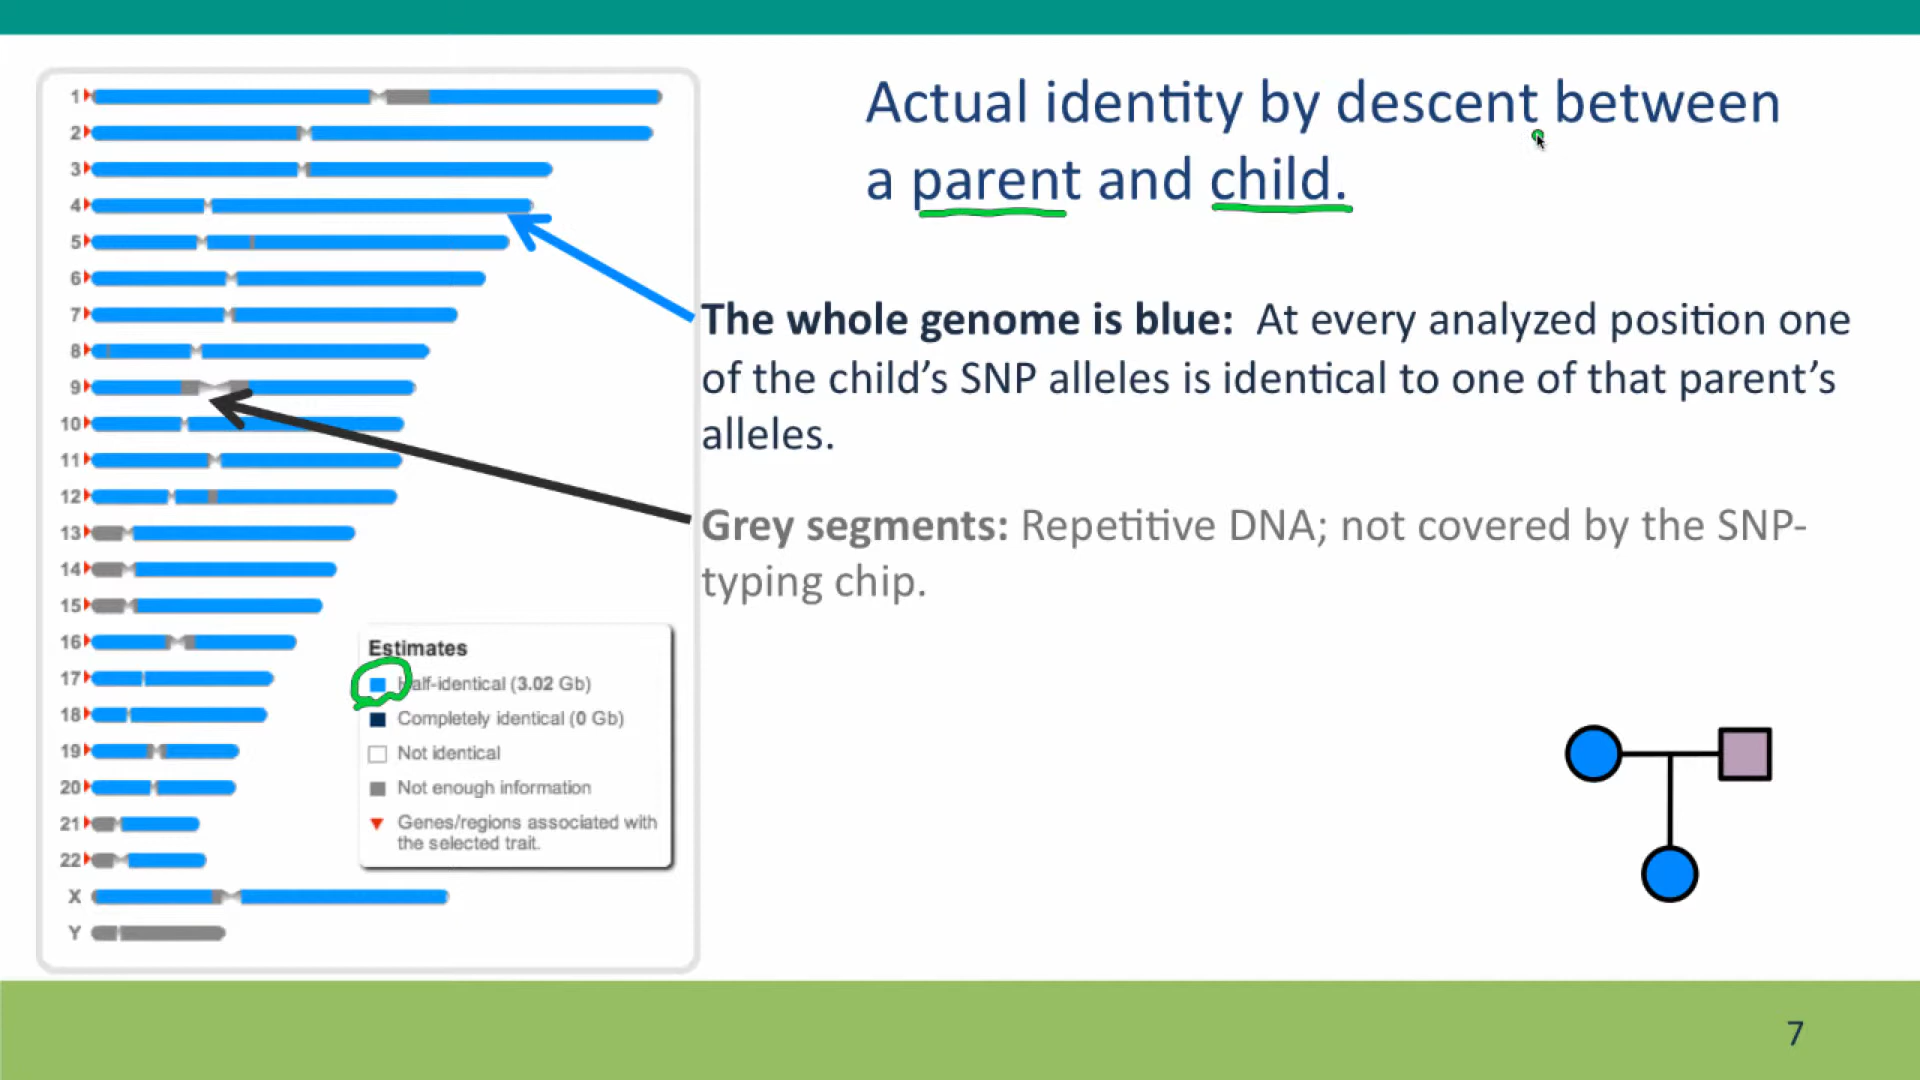 Actual identity by descent between
a parent and child.
1
2
3
4
5
6
7
8
9
10
11
12
13
14
15
16
17
18
19
20
21
22
X
Y
The whole genome is blue: At every analyzed position one
of the child's SNP alleles is identical to one of that parent's
alleles.
Grey segments: Repetitive DNA; not covered by the SNP-
typing chip.
Estimates
Half-identical (3.02 Gb)
Completely identical (0 Gb)
Not identical
Not enough information
Genes/regions associated with
the selected trait.
7